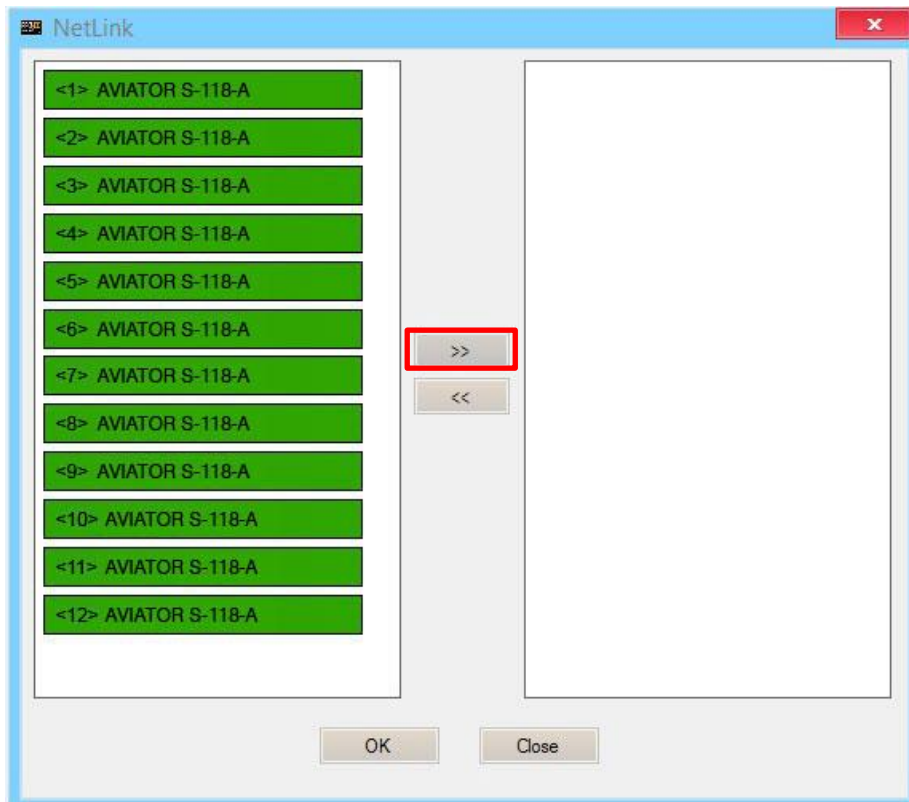 NetLink
x
<1> AVIATOR S-118-A
<2> AVIATOR S-118-A
<3> AVIATOR S-118-A
<4> AVIATOR S-118-A
<5> AVIATOR S-118-A
<6> AVIATOR S-118-A
<7> AVIATOR S-118-A
<8> AVIATOR S-118-A
<9> AVIATOR S-118-A
<10> AVIATOR S-118-A
<11> AVIATOR S-118-A
<12> AVIATOR S-118-A
>>
<<
OK
Close